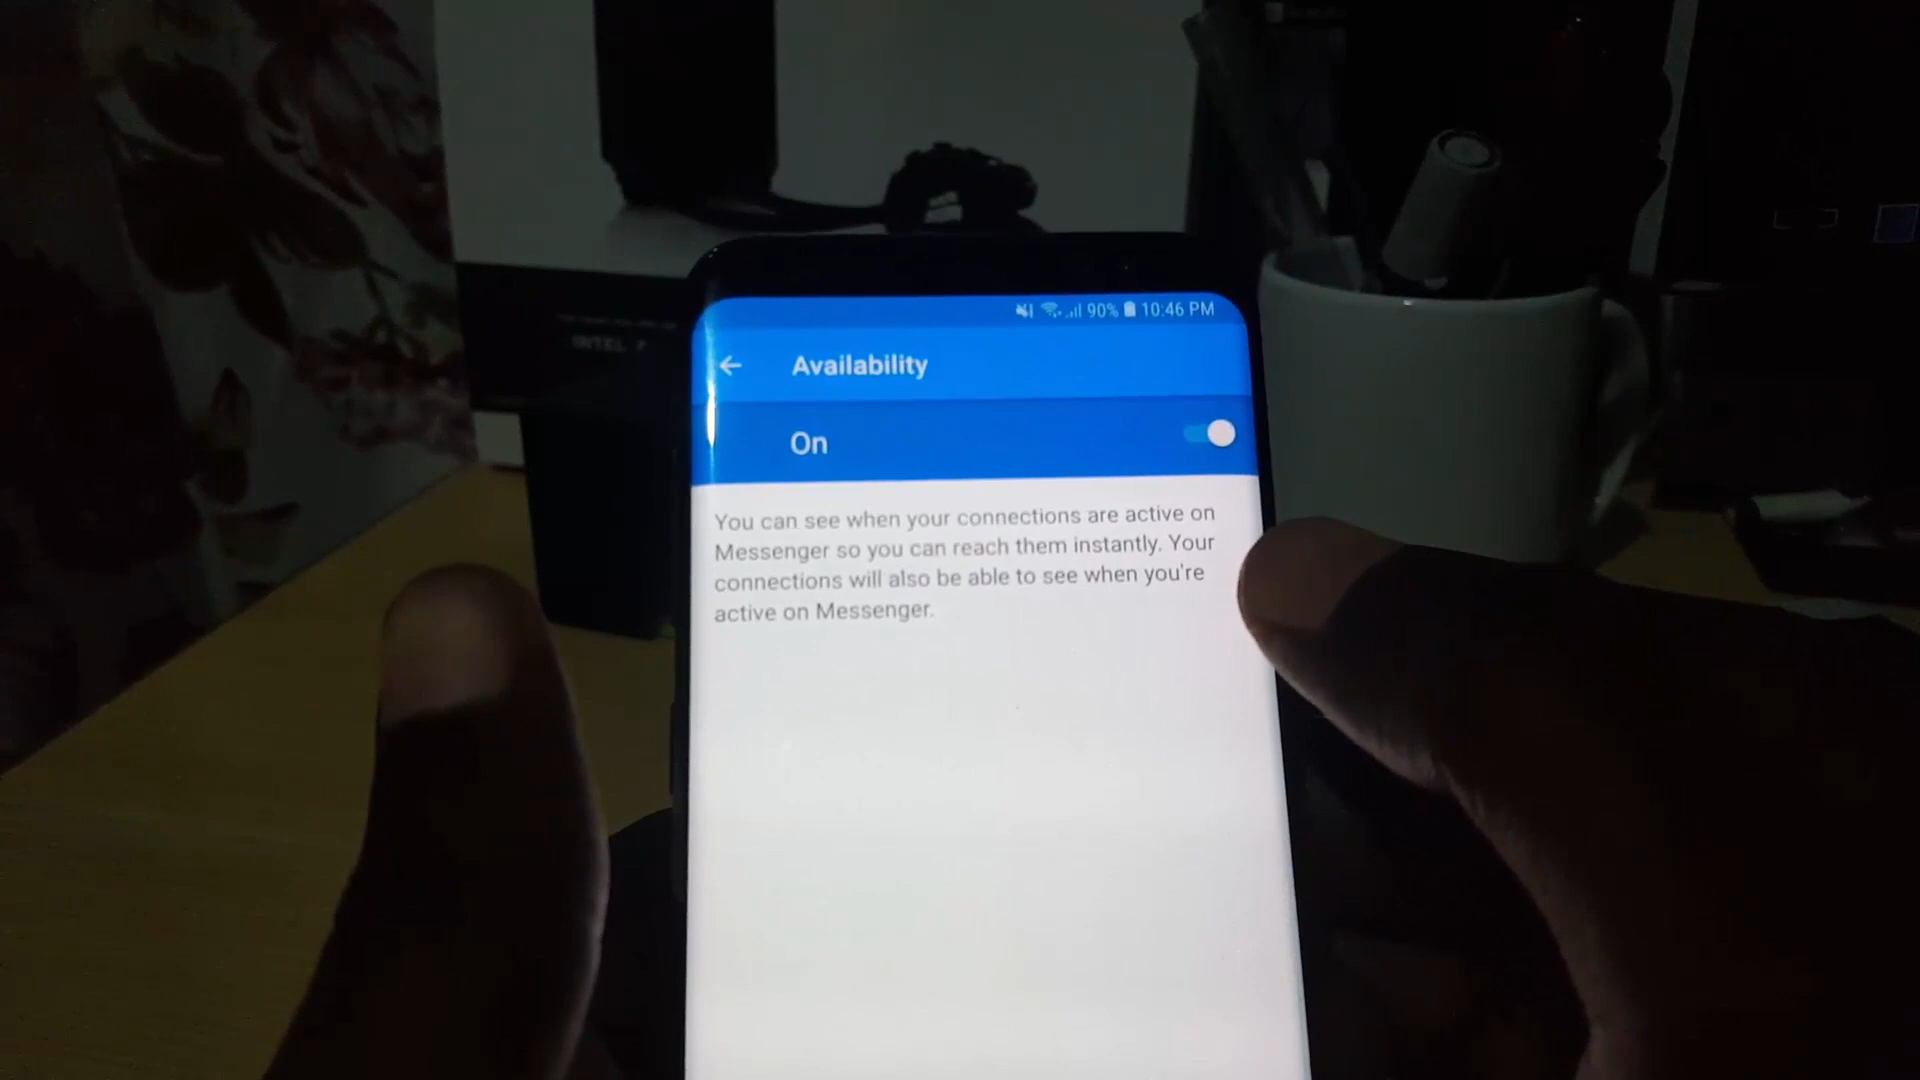 90% 10:46 PM
Availability
On
You can see when your connections are active on
Messenger so you can reach them instantly. Your
connections will also be able to see when you're
active on Messenger.
INTEL